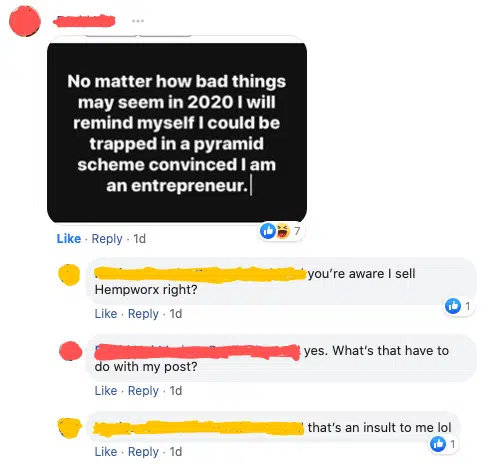 No matter how bad things
may seem in 2020 I will
remind myself I could be
trapped in a pyramid
scheme convinced I am
an entrepreneur.
Like · Reply · 1d
7
you're aware I sell
Hempworx right?
1
Like · Reply · 1d
yes. What's that have to
do with my post?
Like · Reply · 1d
that's an insult to me lol
1
Like · Reply · 1d